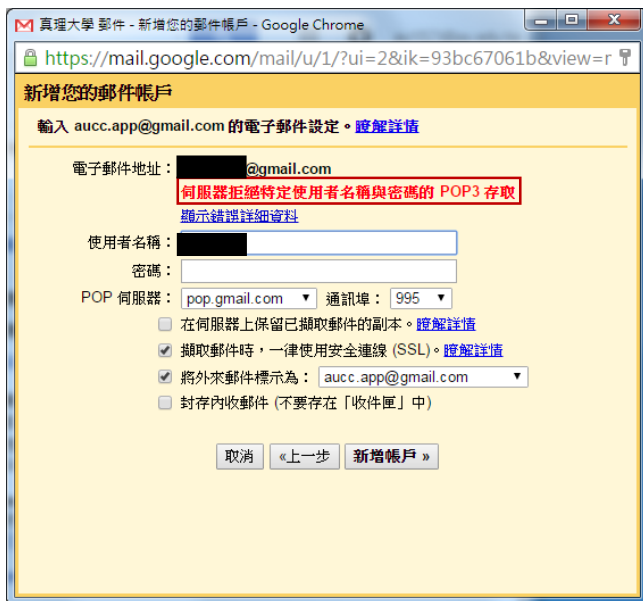 真理大學 郵件 - 新增您的郵件帳戶 - Google Chrome
https://mail.google.com/mail/u/1/?ui=2&ik=93bc67061b&view=r
新增您的郵件帳戶
輸入 aucc.app@gmail.com 的電子郵件設定。瞭解詳情
電子郵件地址： @gmail.com
伺服器拒絕特定使用者名稱與密碼的 POP3 存取
顯示錯誤詳細資料
使用者名稱：
密碼：
POP 伺服器： pop.gmail.com 通訊埠： 995
在伺服器上保留已擷取郵件的副本。瞭解詳情
擷取郵件時，一律使用安全連線 (SSL)。瞭解詳情
將外來郵件標示為： aucc.app@gmail.com
封存內收郵件 (不要存在「收件匣」中)
取消 «上一步 新增帳戶 »